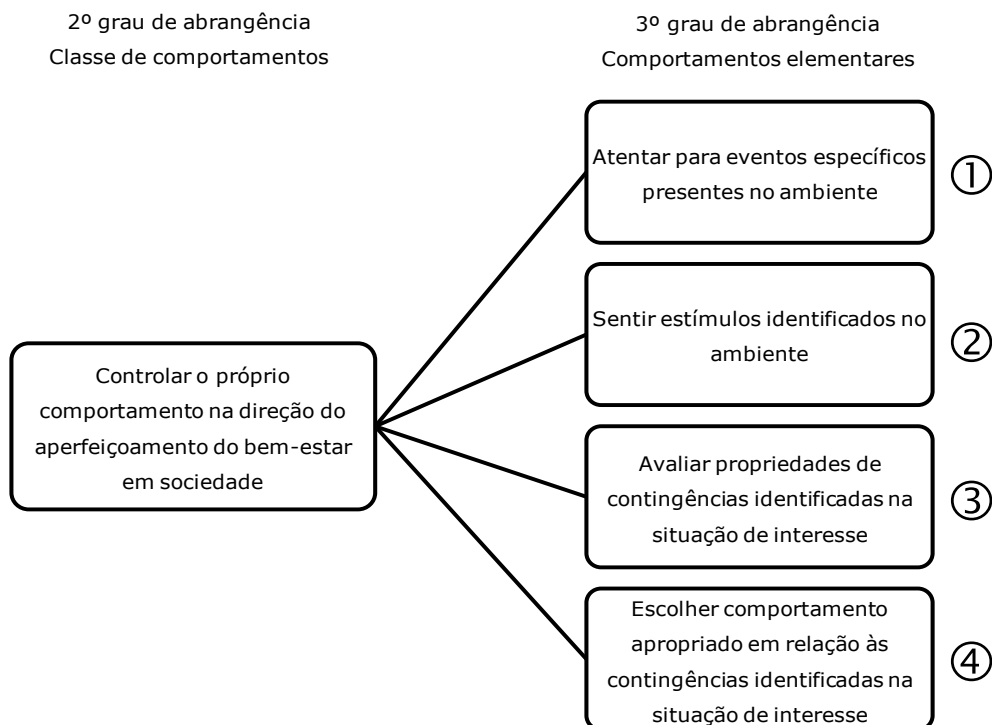 2º grau de abrangência
Classe de comportamentos
3º grau de abrangência
Comportamentos elementares
Controlar o próprio
comportamento na direção do
aperfeiçoamento do bem-estar
em sociedade
Atentar para eventos específicos
presentes no ambiente
①
Sentir estímulos identificados no
ambiente
②
Avaliar propriedades de
contingências identificadas na
situação de interesse
③
Escolher comportamento
apropriado em relação às
contingências identificadas na
situação de interesse
④